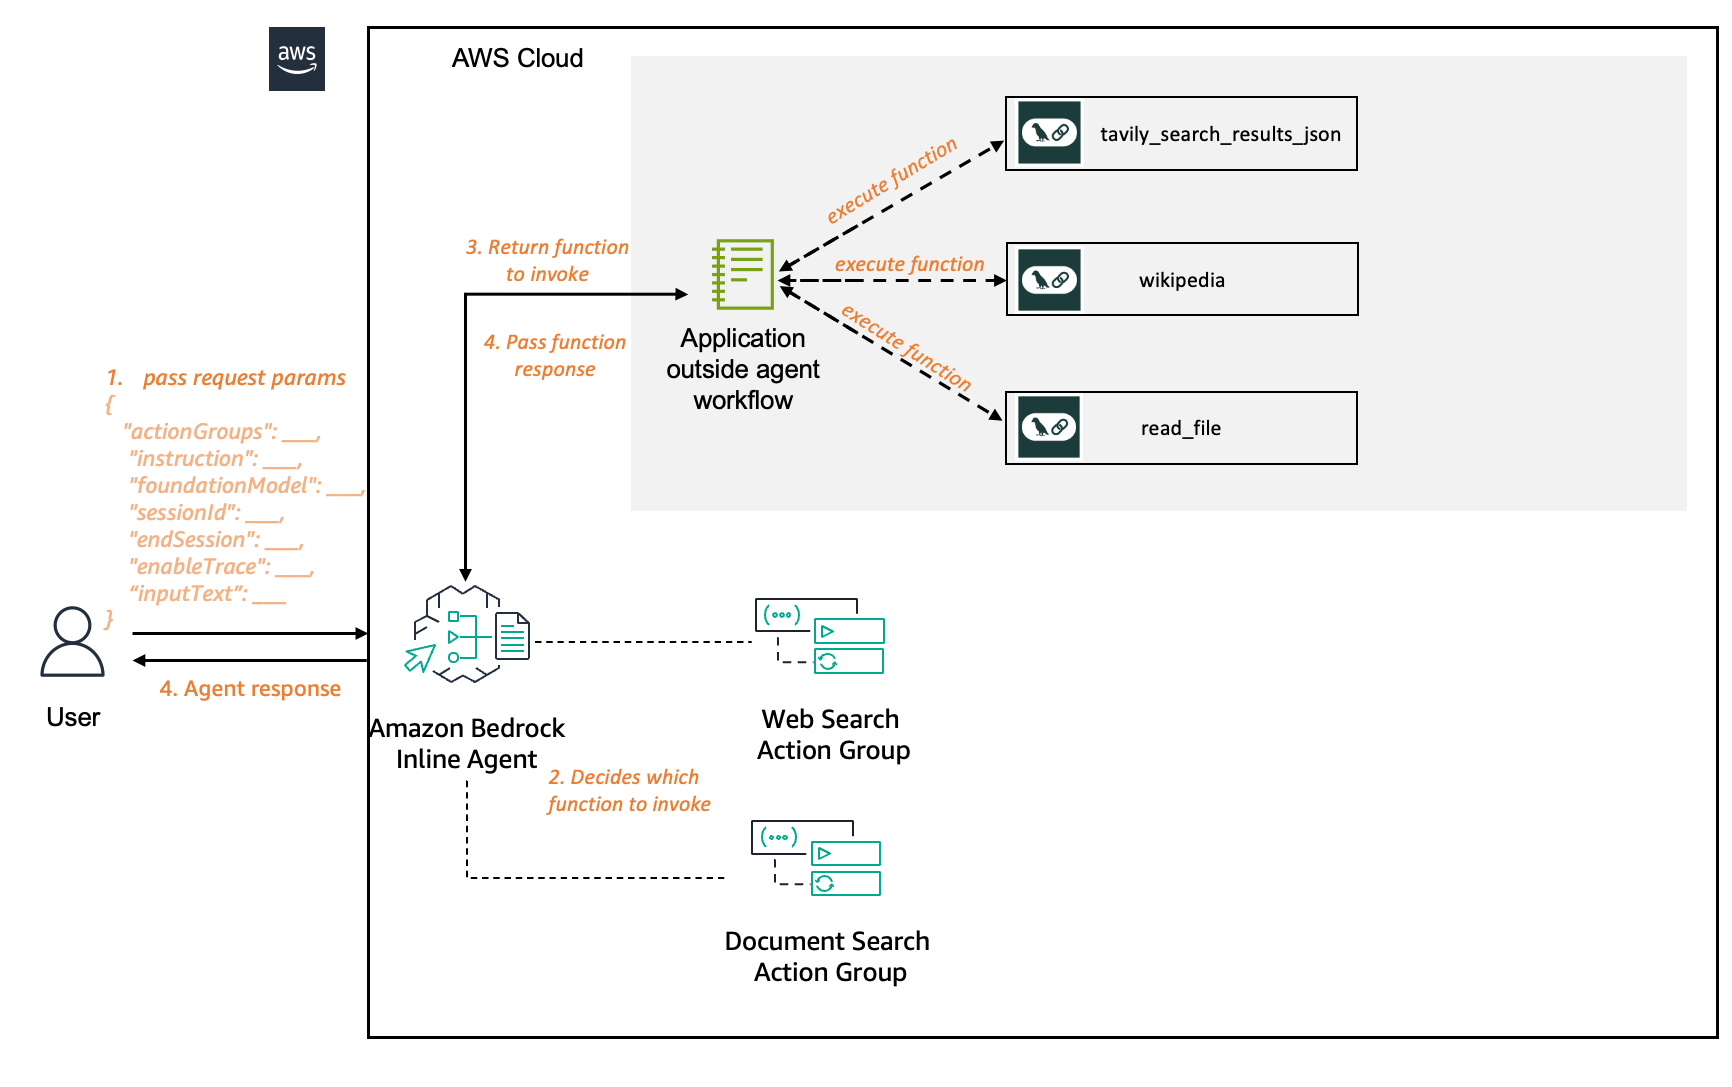 aws
AWS Cloud
tavily_search_results_json
execute function
3. Return function
to invoke
execute function
wikipedia
4. Pass function
response
execute function
Application
outside agent
workflow
read_file
1. pass request params
{
"actionGroups": ___,
"instruction": ___,
"foundationModel": ___,
"sessionId": ___,
"endSession": ___,
"enableTrace": ___,
“inputText”: ___
}
4. Agent response
User
Amazon Bedrock
Inline Agent
Web Search
Action Group
2. Decides which
function to invoke
Document Search
Action Group